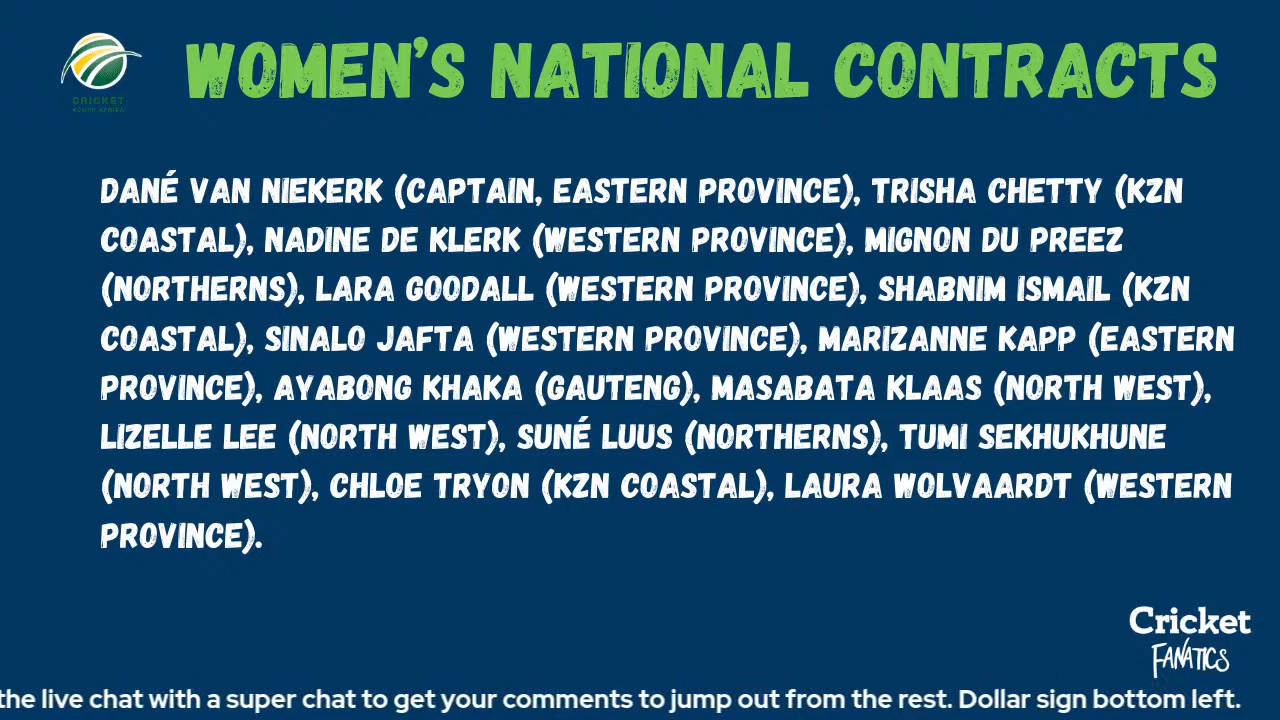 CRICKET
SOUTH AFRICA
WOMEN'S NATIONAL CONTRACTS
DANÉ VAN NIEKERK (CAPTAIN, EASTERN PROVINCE), TRISHA CHETTY (KZN
COASTAL), NADINE DE KLERK (WESTERN PROVINCE), MIGNON DU PREEZ
(NORTHERNS), LARA GOODALL (WESTERN PROVINCE), SHABNIM ISMAIL (KZN
COASTAL), SINALO JAFTA (WESTERN PROVINCE), MARIZANNE KAPP (EASTERN
PROVINCE), AYABONG KHAKA (GAUTENG), MASABATA KLAAS (NORTH WEST),
LIZELLE LEE (NORTH WEST), SUNÉ LUUS (NORTHERNS), TUMI SEKHUKHUNE
(NORTH WEST), CHLOE TRYON (KZN COASTAL), LAURA WOLVAARDT (WESTERN
PROVINCE).
Cricket
FANATICS
the live chat with a super chat to get your comments to jump out from the rest. Dollar sign bottom left.